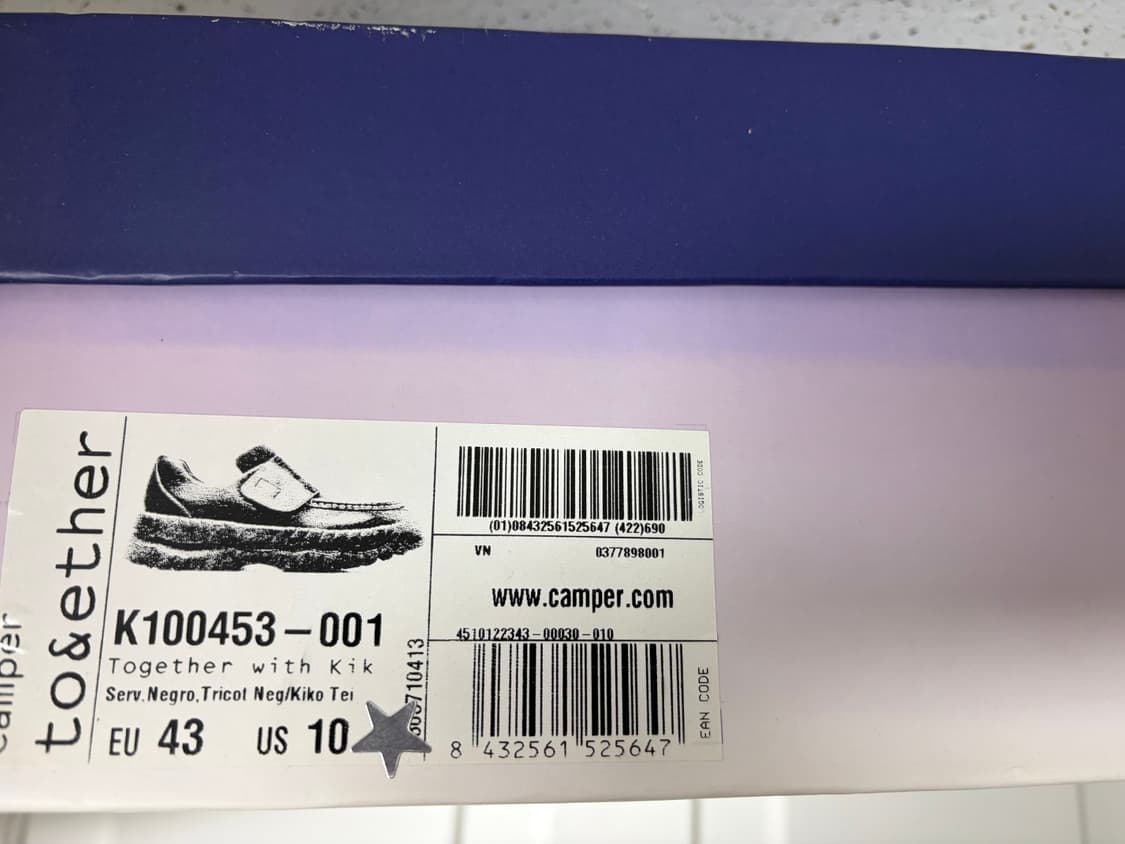 camper
to&ether
K100453-001
Together with Kik
Serv.Negro,Tricot Neg/Kiko Tei
EU 43 US 10
(01)08432561525647 (422)690
VN 0377898001
www.camper.com
4510122343-00030-010
8 432561 525647
EAN CODE